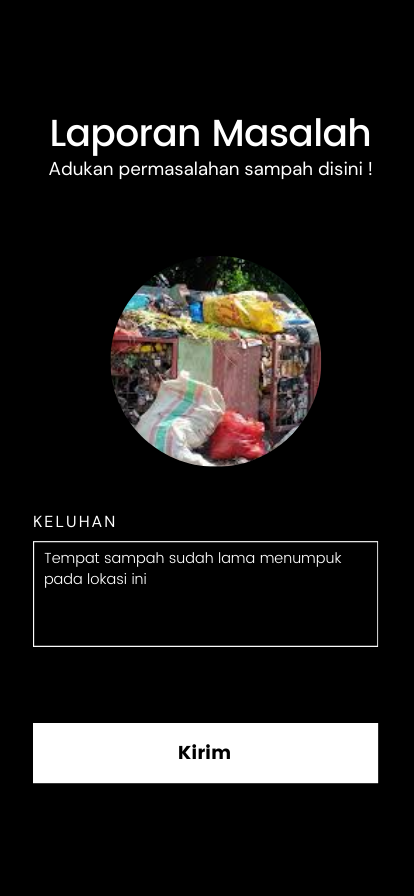 Laporan Masalah
Adukan permasalahan sampah disini !
KELUHAN
Tempat sampah sudah lama menumpuk
pada lokasi ini
Kirim